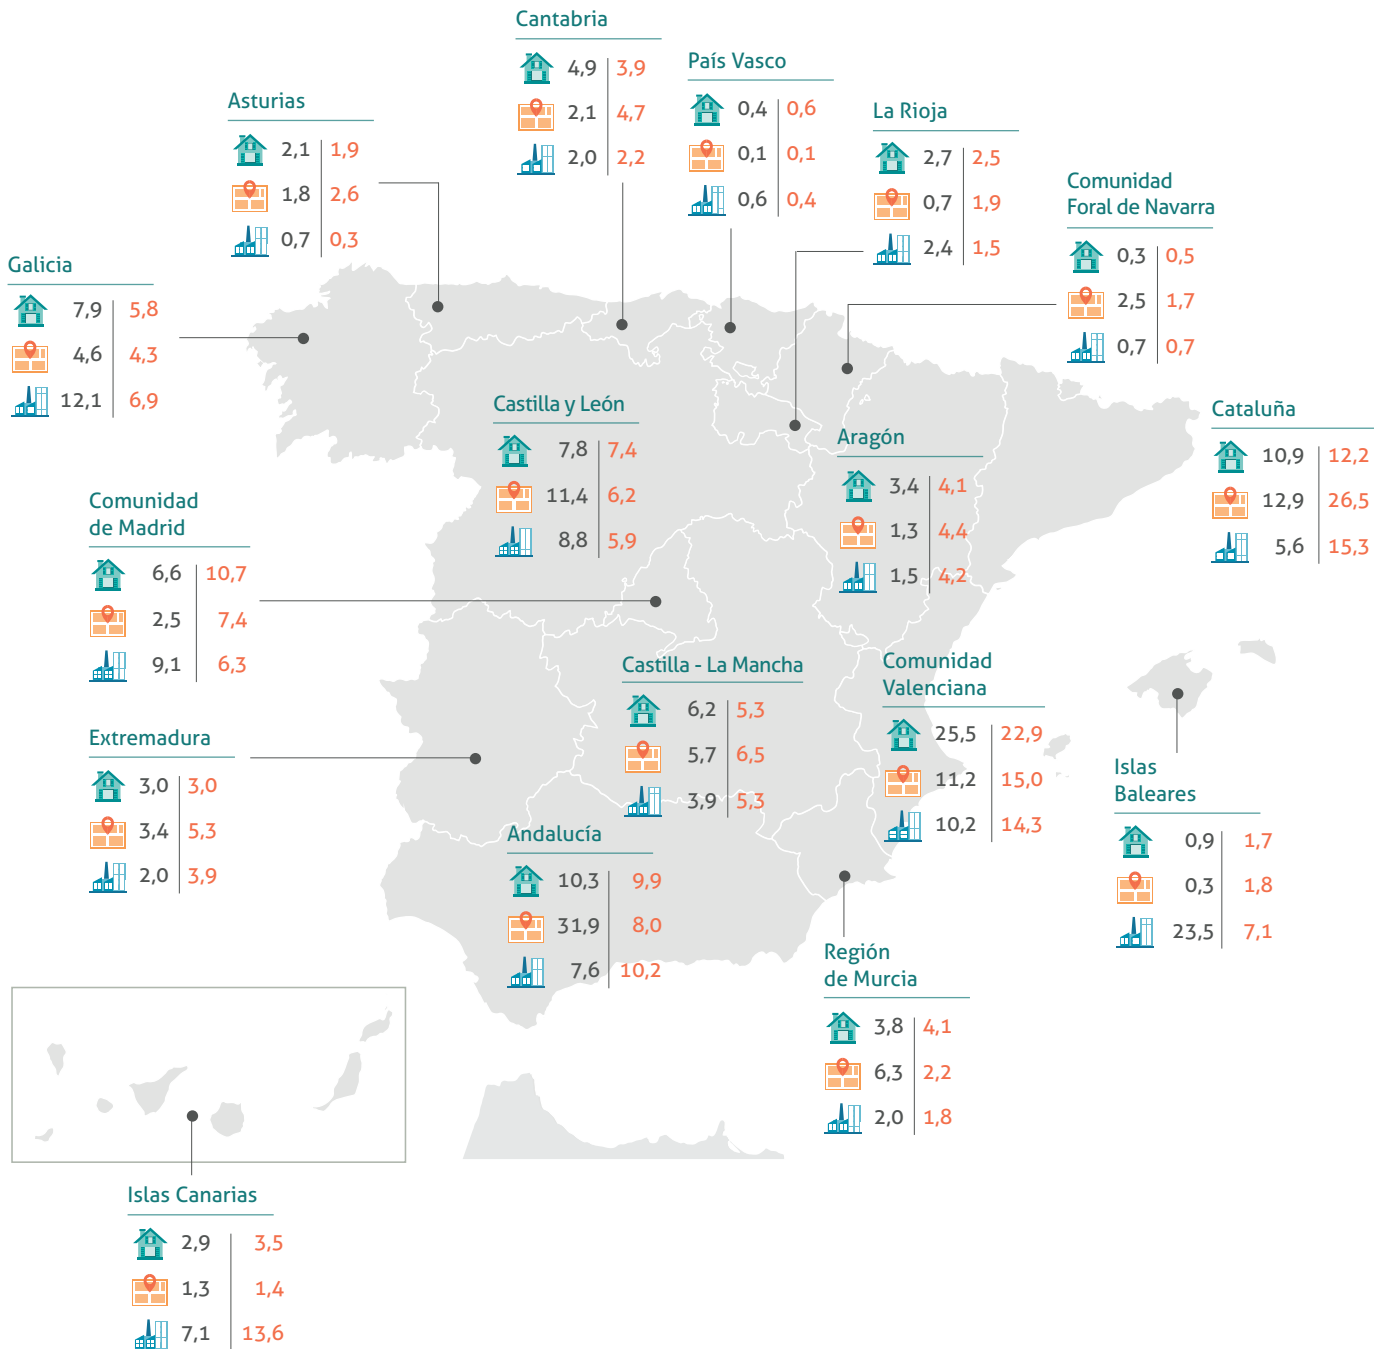 Cantabria
4,9 3,9
2,1 4,7
2,0 2,2
País Vasco
0,4 0,6
0,1 0,1
0,6 0,4
Asturias
2,1 1,9
1,8 2,6
0,7 0,3
La Rioja
2,7 2,5
0,7 1,9
2,4 1,5
Comunidad
Foral de Navarra
0,3 0,5
2,5 1,7
0,7 0,7
Galicia
7,9 5,8
4,6 4,3
12,1 6,9
Castilla y León
7,8 7,4
11,4 6,2
8,8 5,9
Aragón
3,4 4,1
1,3 4,4
1,5 4,2
Cataluña
10,9 12,2
12,9 26,5
5,6 15,3
Comunidad
de Madrid
6,6 10,7
2,5 7,4
9,1 6,3
Castilla - La Mancha
6,2 5,3
5,7 6,5
3,9 5,3
Comunidad
Valenciana
25,5 22,9
11,2 15,0
10,2 14,3
Extremadura
3,0 3,0
3,4 5,3
2,0 3,9
Islas
Baleares
0,9 1,7
0,3 1,8
23,5 7,1
Andalucía
10,3 9,9
31,9 8,0
7,6 10,2
Región
de Murcia
3,8 4,1
6,3 2,2
2,0 1,8
Islas Canarias
2,9 3,5
1,3 1,4
7,1 13,6